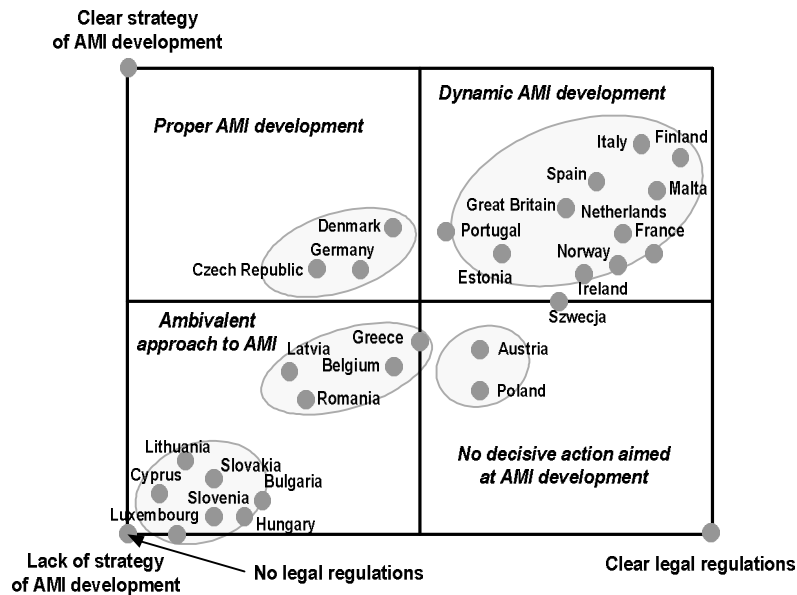 Clear strategy
of AMI development
Dynamic AMI development
Proper AMI development
Italy
Finland
Spain
Malta
Great Britain
Netherlands
Denmark
Portugal
France
Germany
Norway
Czech Republic
Estonia
Ireland
Szwecja
Ambivalent
approach to AMI
Greece
Latvia
Austria
Belgium
Romania
Poland
Lithuania
No decisive action aimed
at AMI development
Slovakia
Cyprus
Bulgaria
Slovenia
Luxembourg
Hungary
Lack of strategy
of AMI development
No legal regulations
Clear legal regulations